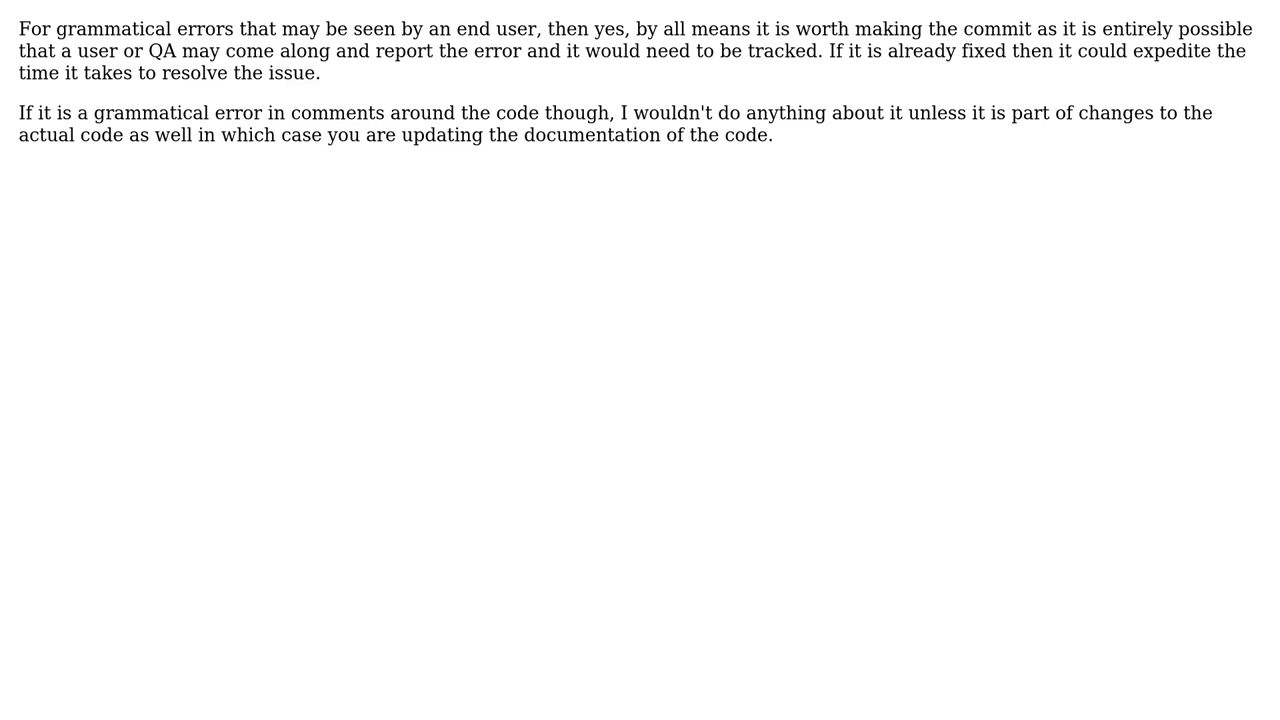 For grammatical errors that may be seen by an end user, then yes, by all means it is worth making the commit as it is entirely possible
that a user or QA may come along and report the error and it would need to be tracked. If it is already fixed then it could expedite the
time it takes to resolve the issue.
If it is a grammatical error in comments around the code though, I wouldn't do anything about it unless it is part of changes to the
actual code as well in which case you are updating the documentation of the code.